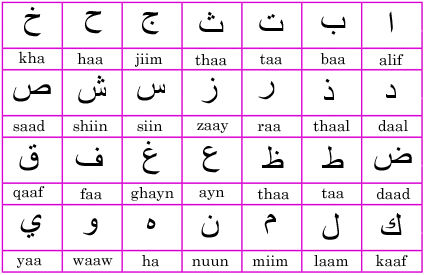 ا ب ت ث ج ح خ
kha haa jiim thaa taa baa alif
د ذ ر ز س ش ص
saad shiin siin zaay raa thaal daal
ض ط ظ ع غ ف ق
qaaf faa ghayn ayn thaa taa daad
ك ل م ن ه و ي
yaa waaw ha nuun miim laam kaaf